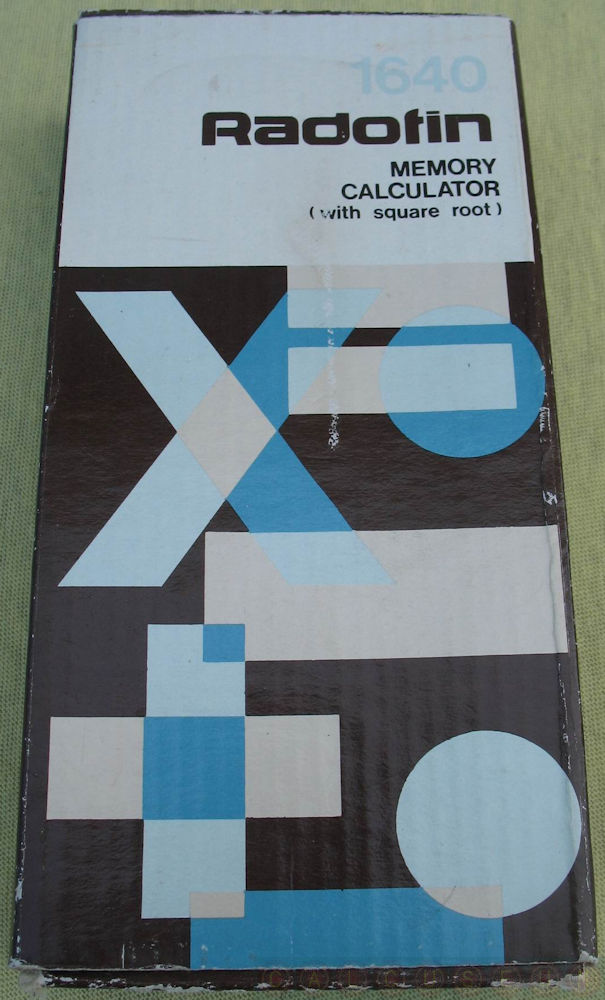 1640
Radofin
MEMORY
CALCULATOR
(with square root)